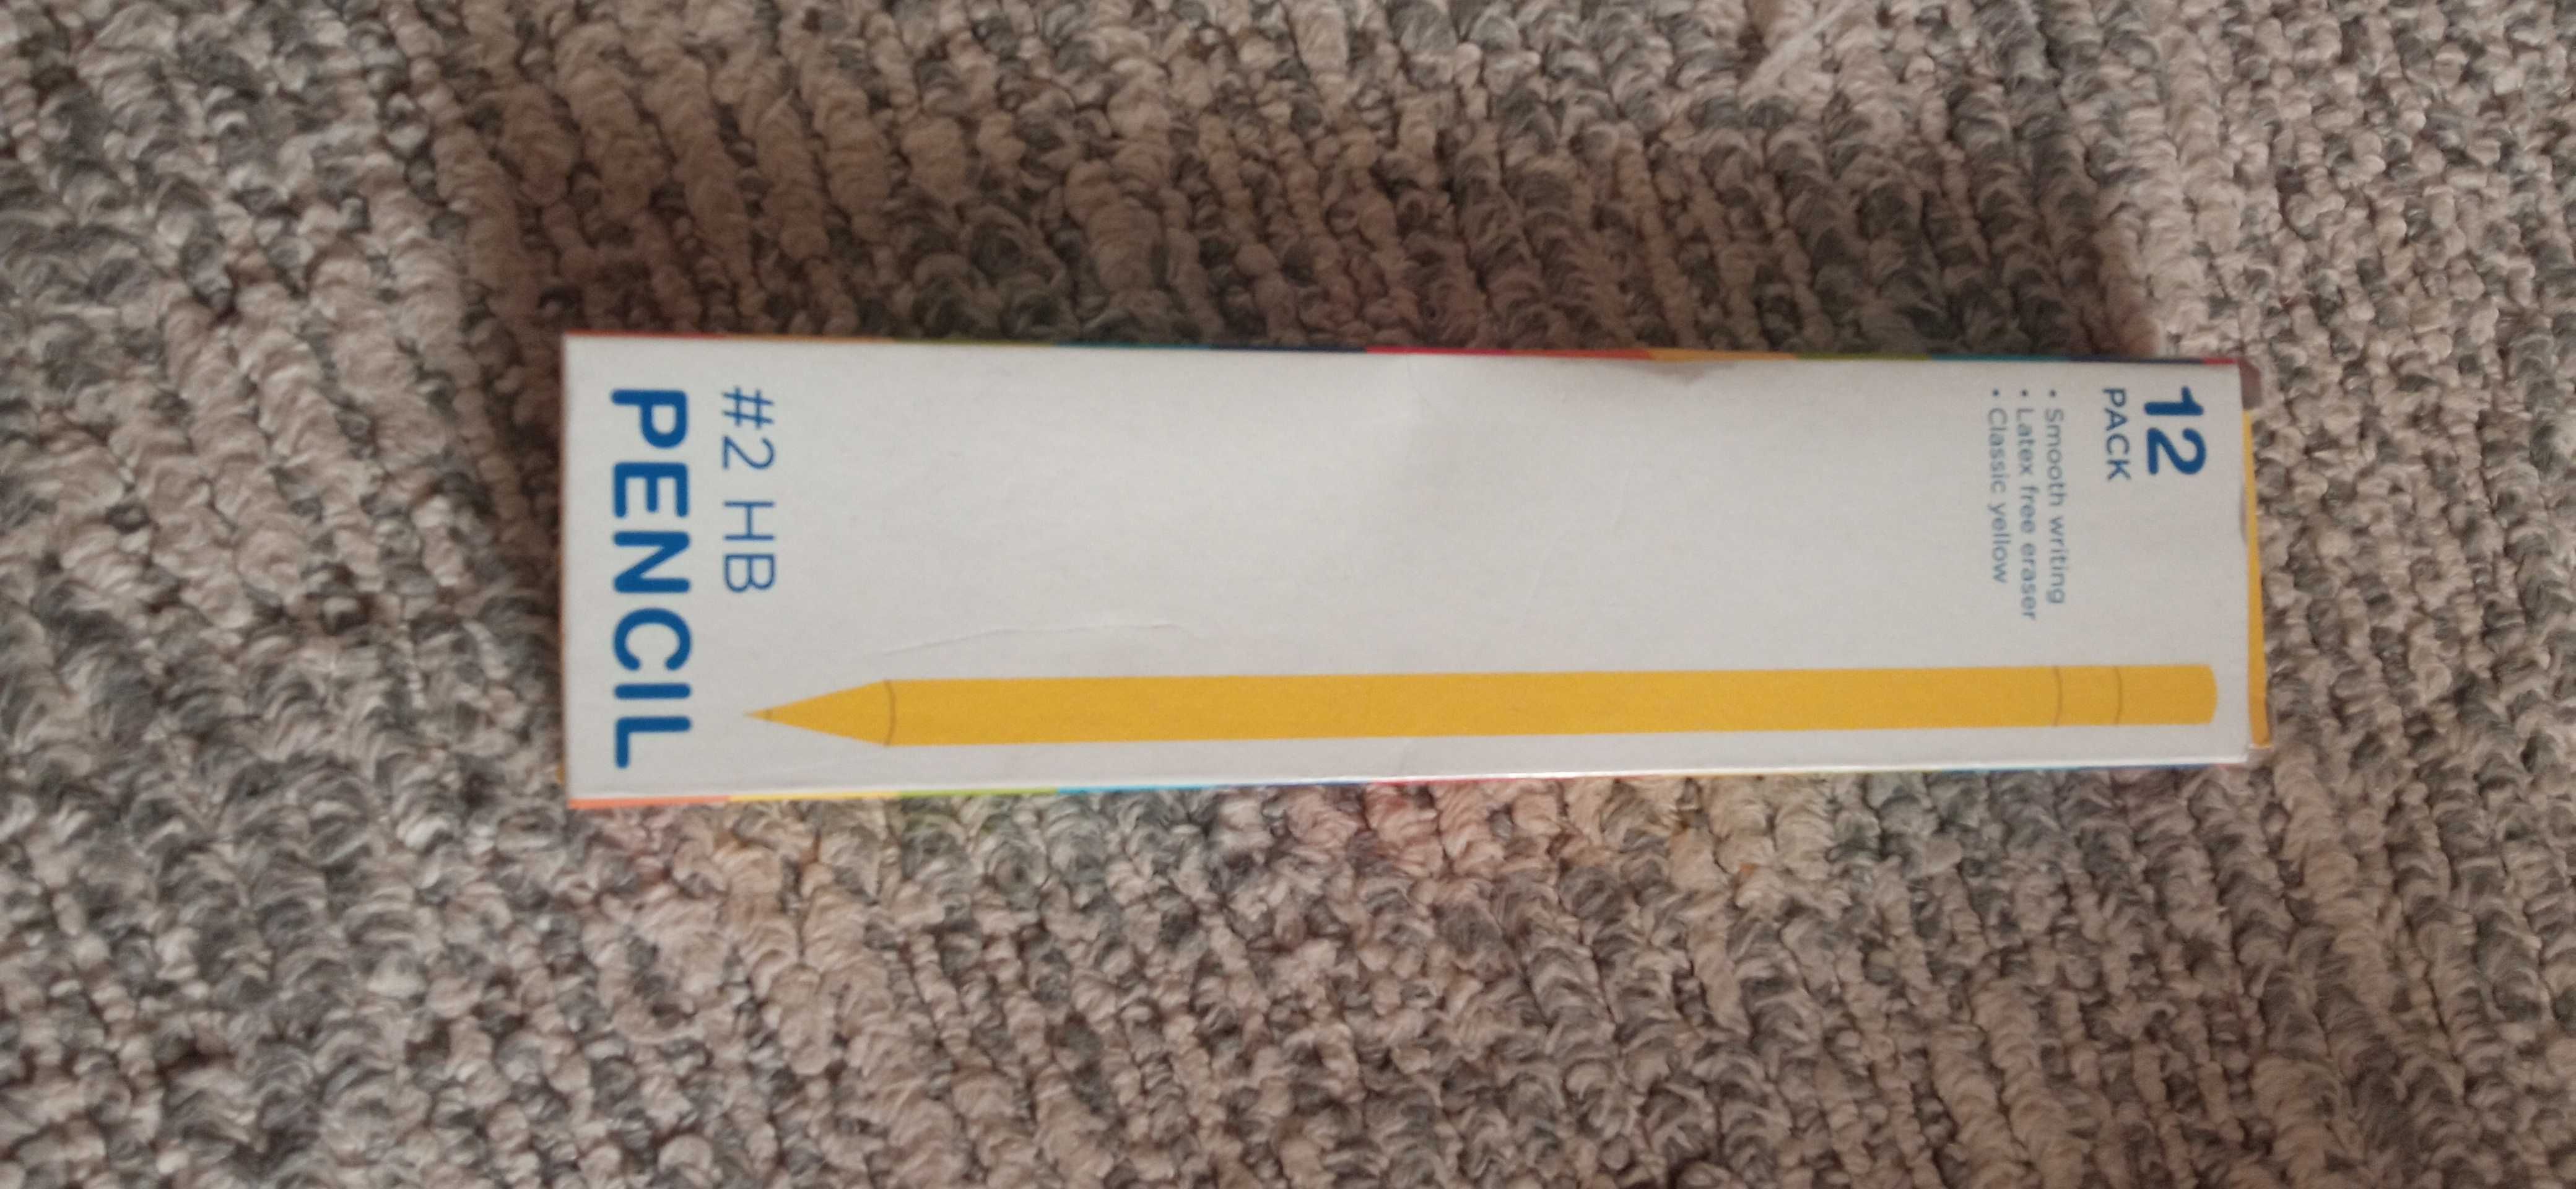 12
PACK
• Smooth writing
• Latex free eraser
• Classic yellow
#2 HB
PENCIL